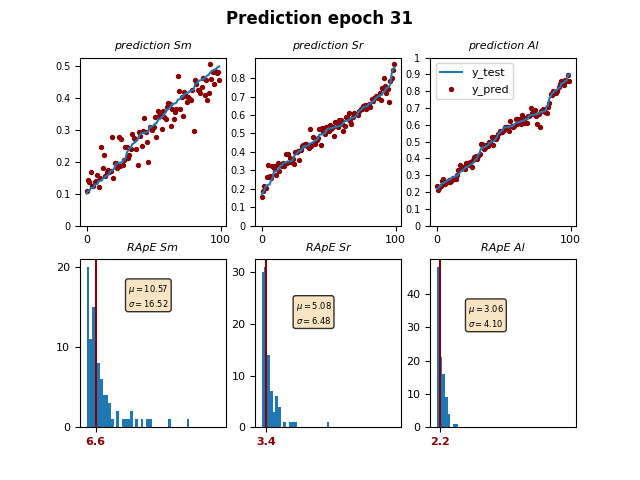 Prediction epoch 31
prediction Sm
prediction Sr
prediction Al
0.5
0.4
0.3
0.2
0.1
0
0 100
0.8
0.7
0.6
0.5
0.4
0.3
0.2
0.1
0
0 100
1
0.9
0.8
0.7
0.6
0.5
0.4
0.3
0.2
0.1
0
0 100
y_test
y_pred
RApE Sm
RApE Sr
RApE Al
20
10
0
μ = 10.57
σ = 16.52
6.6
30
20
10
0
μ = 5.08
σ = 6.48
3.4
40
30
20
10
0
μ = 3.06
σ = 4.10
2.2